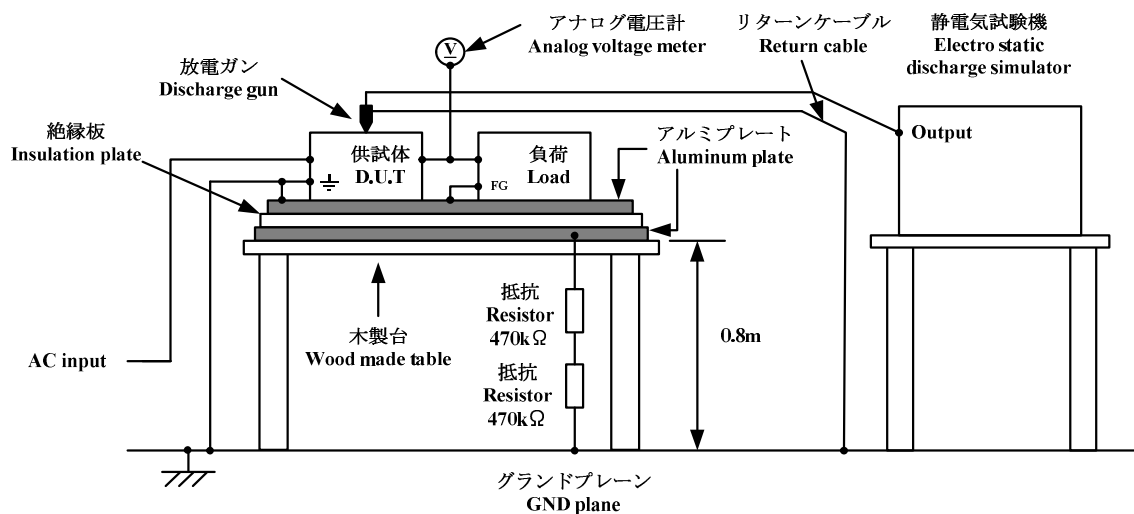 アナログ電圧計
Analog voltage meter
リターンケーブル
Return cable
静電気試験機
Electro static
discharge simulator
V
放電ガン
Discharge gun
絶縁板
Insulation plate
供試体
D.U.T
負荷
Load
FG
アルミプレート
Aluminum plate
Output
抵抗
Resistor
470kΩ
0.8m
木製台
Wood made table
AC input
抵抗
Resistor
470kΩ
グランドプレーン
GND plane